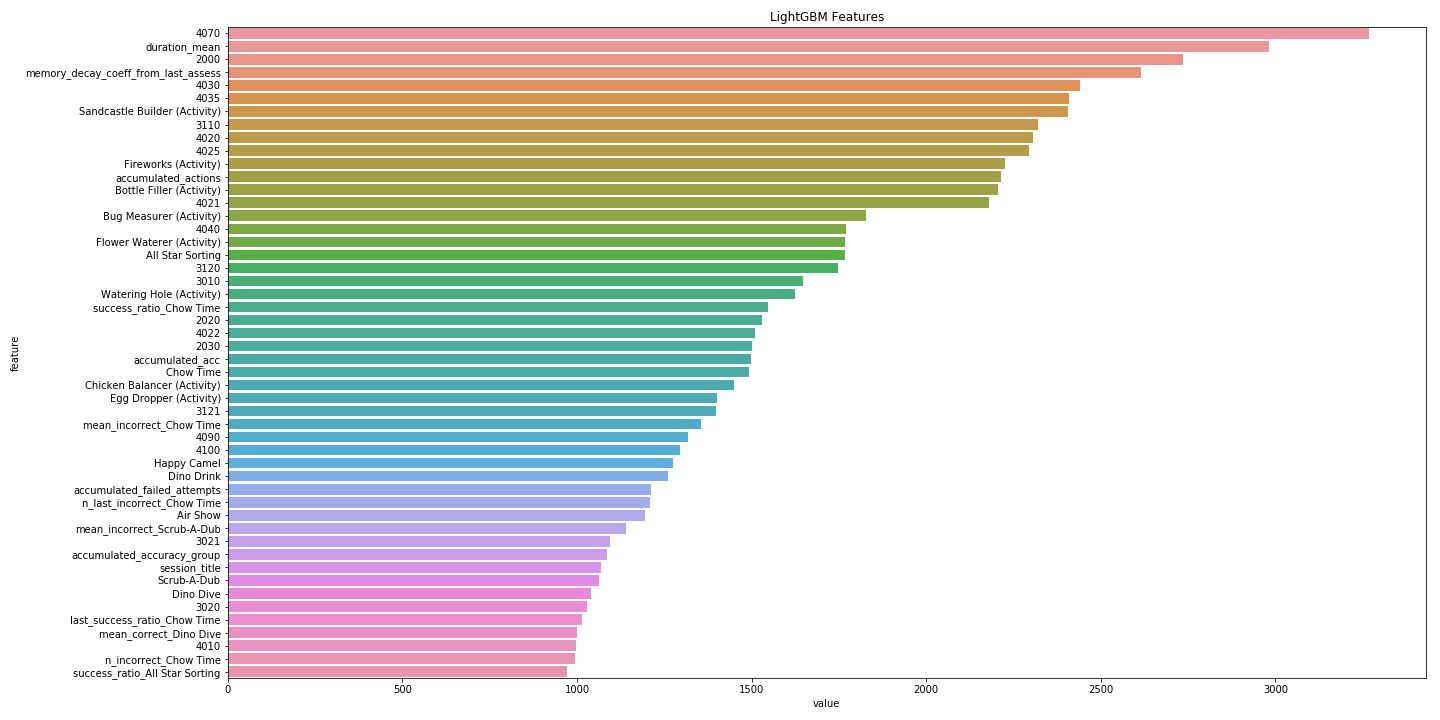 LightGBM Features
4070
duration_mean
2000
memory_decay_coeff_from_last_assess
4030
4035
Sandcastle Builder (Activity)
3110
4020
4025
Fireworks (Activity)
accumulated_actions
Bottle Filler (Activity)
4021
Bug Measurer (Activity)
4040
Flower Waterer (Activity)
All Star Sorting
3120
3010
Watering Hole (Activity)
success_ratio_Chow Time
2020
4022
2030
accumulated_acc
Chow Time
Chicken Balancer (Activity)
Egg Dropper (Activity)
3121
mean_incorrect_Chow Time
4090
4100
Happy Camel
Dino Drink
accumulated_failed_attempts
n_last_incorrect_Chow Time
Air Show
mean_incorrect_Scrub-A-Dub
3021
accumulated_accuracy_group
session_title
Scrub-A-Dub
Dino Dive
3020
last_success_ratio_Chow Time
mean_correct_Dino Dive
4010
n_incorrect_Chow Time
success_ratio_All Star Sorting
feature
0 500 1000 1500 2000 2500 3000
value